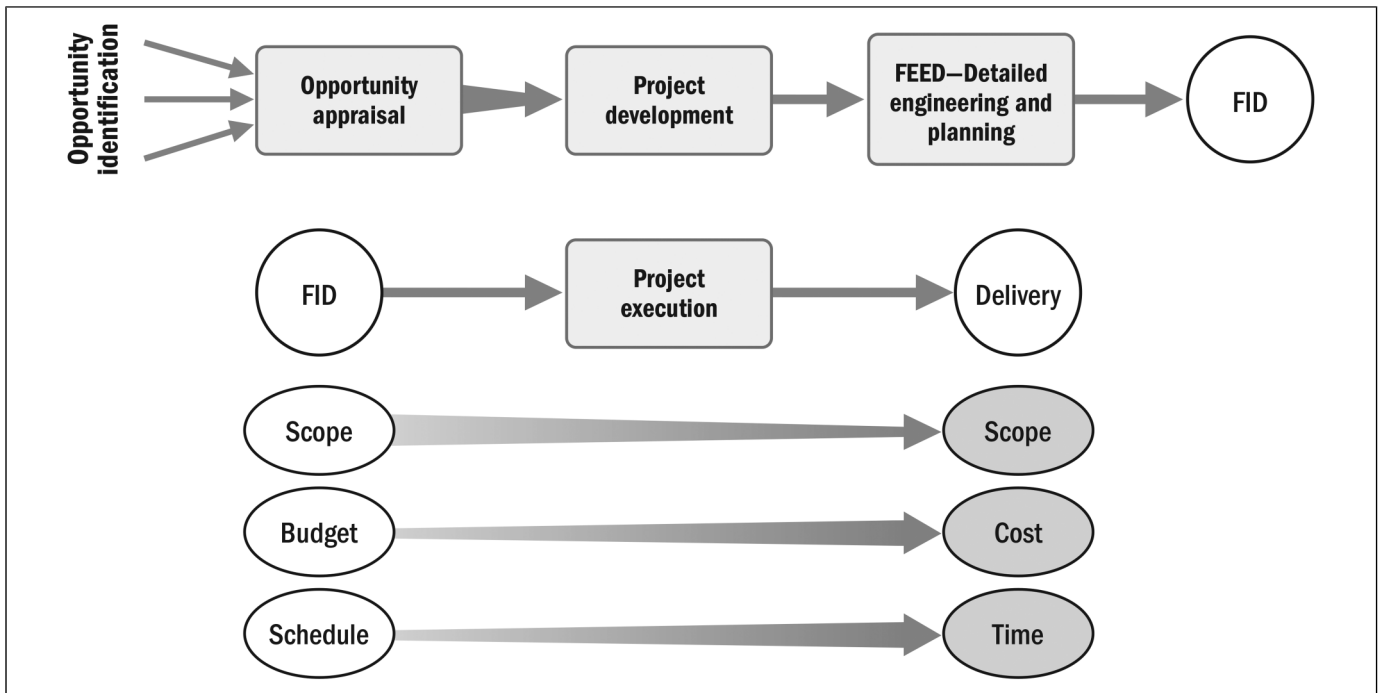 Opportunity
identification
Opportunity
appraisal
Project
development
FEED—Detailed
engineering and
planning
FID
FID
Project
execution
Delivery
Scope
Scope
Budget
Cost
Schedule
Time